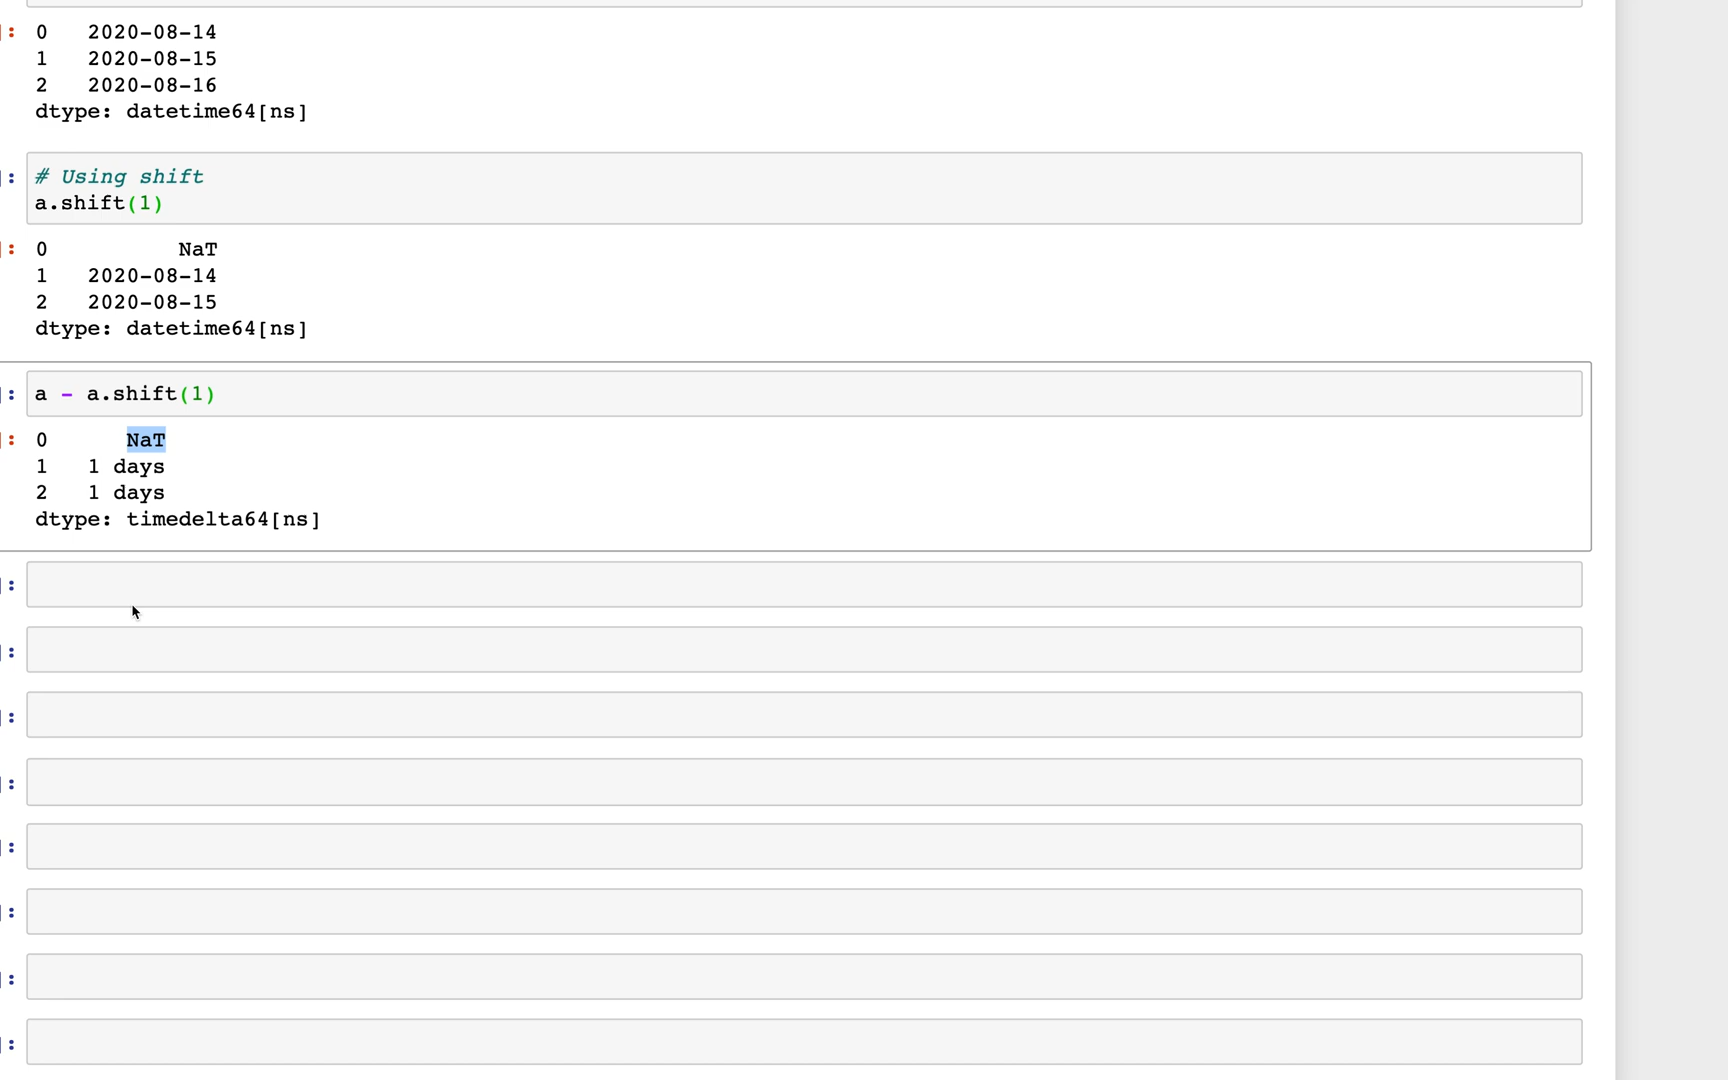 ]: 0   2020-08-14
1   2020-08-15
2   2020-08-16
dtype: datetime64[ns]
]: # Using shift
a.shift(1)
]: 0          NaT
1   2020-08-14
2   2020-08-15
dtype: datetime64[ns]
]: a - a.shift(1)
]: 0      NaT
1   1 days
2   1 days
dtype: timedelta64[ns]
]:
]:
]:
]:
]:
]:
]:
]: